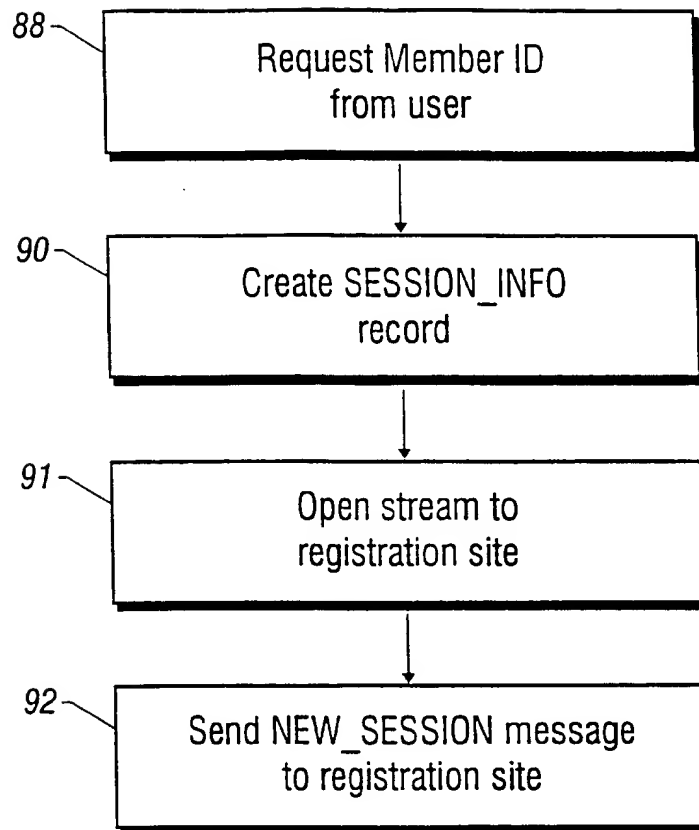 88
Request Member ID
from user
90
Create SESSION_INFO
record
91
Open stream to
registration site
92
Send NEW_SESSION message
to registration site